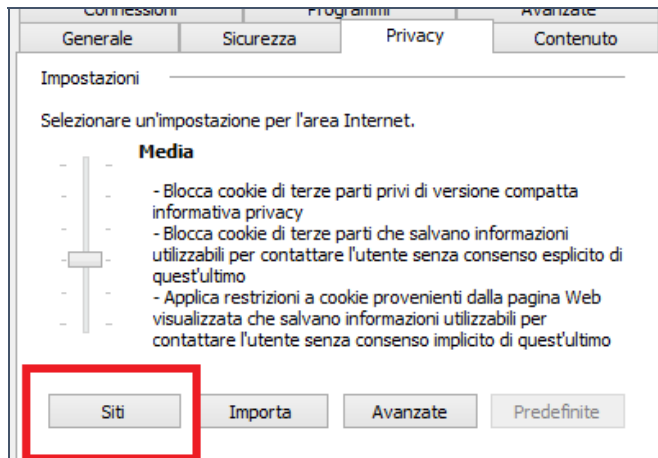 Connessioni Programmi Avanzate
Generale Sicurezza Privacy Contenuto
Impostazioni
Selezionare un'impostazione per l'area Internet.
Media
- Blocca cookie di terze parti privi di versione compatta
informativa privacy
- Blocca cookie di terze parti che salvano informazioni
utilizzabili per contattare l'utente senza consenso esplicito di
quest'ultimo
- Applica restrizioni a cookie provenienti dalla pagina Web
visualizzata che salvano informazioni utilizzabili per
contattare l'utente senza consenso implicito di quest'ultimo
Siti Importa Avanzate Predefinite